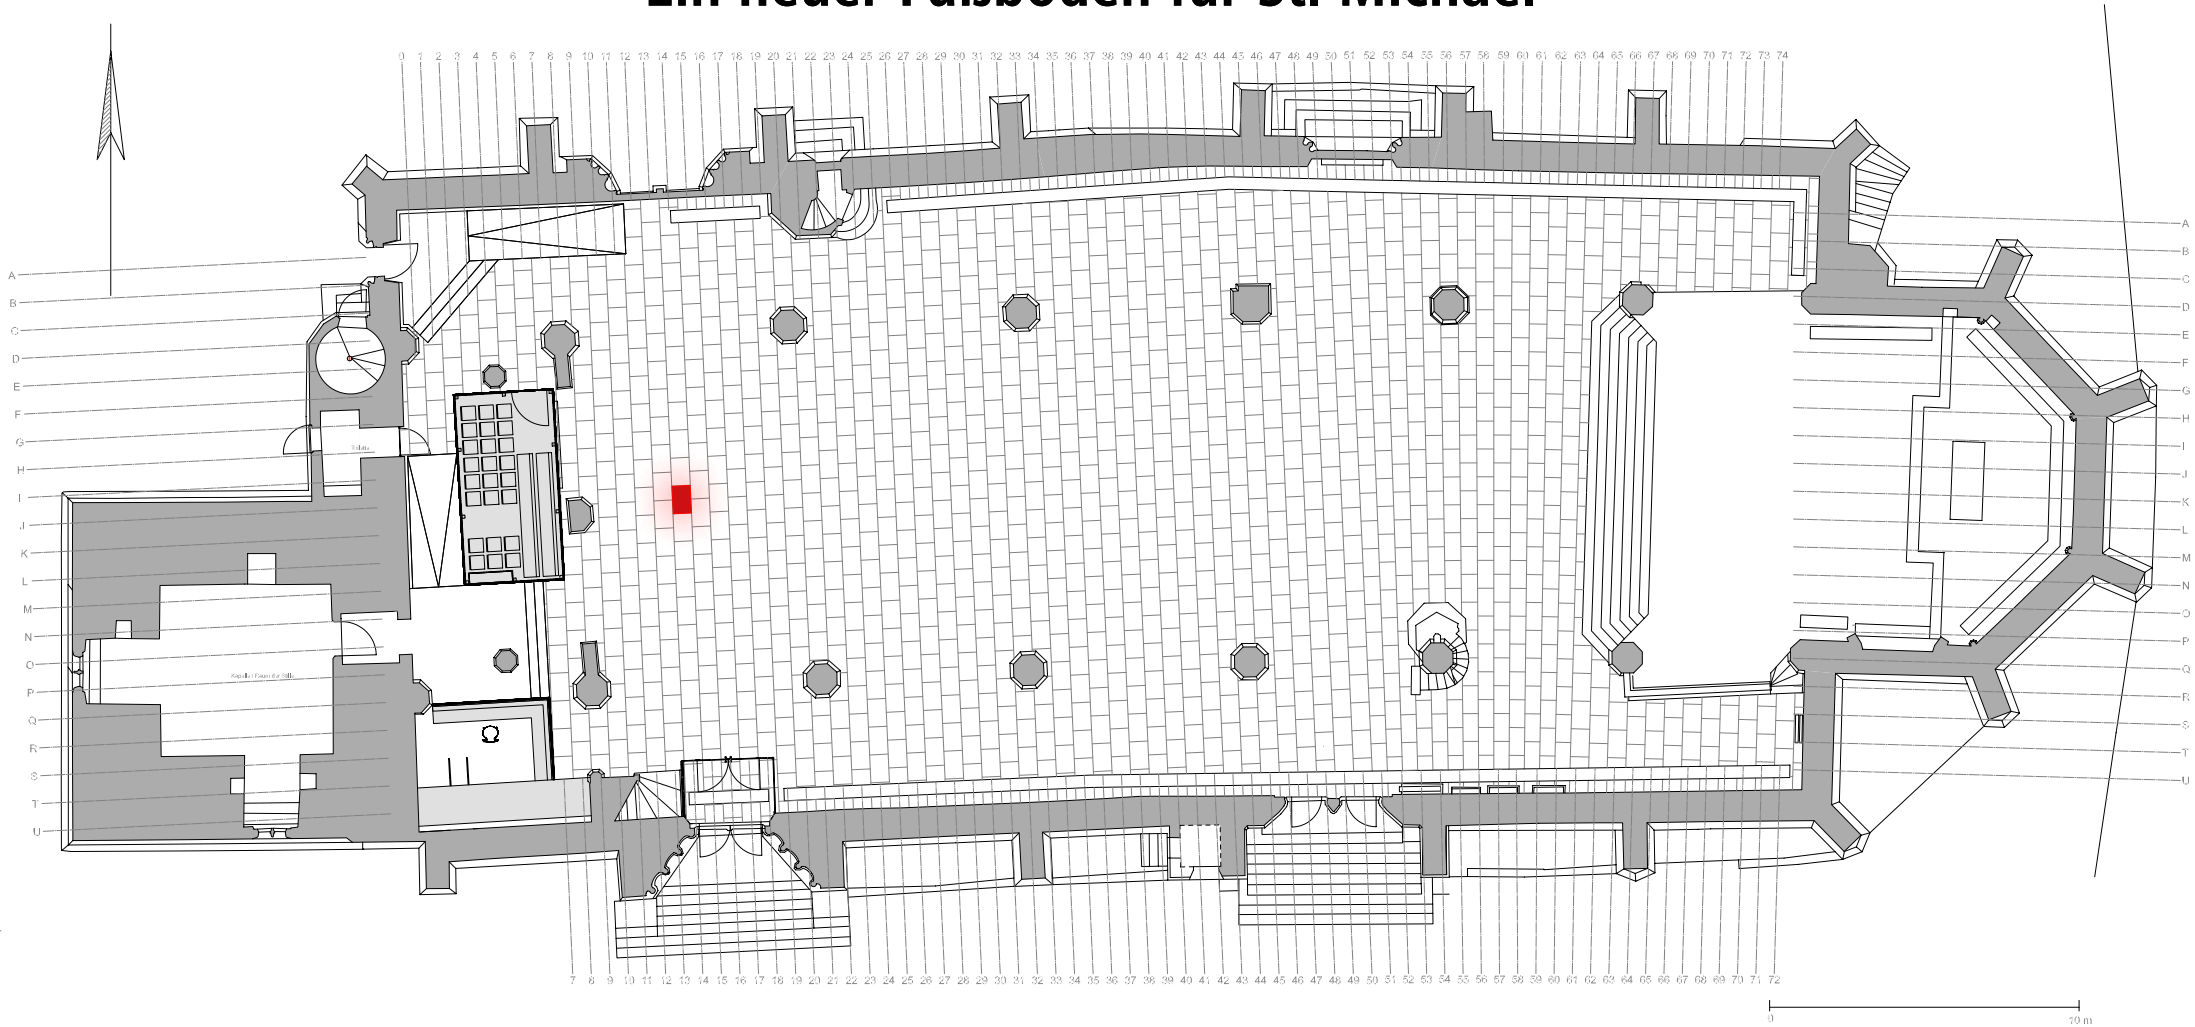 Ein neuer Fußboden für St. Michael
0 1 2 3 4 5 6 7 8 9 10 11 12 13 14 15 16 17 18 19 20 21 22 23 24 25 26 27 28 29 30 31 32 33 34 35 36 37 38 39 40 41 42 43 44 45 46 47 48 49 50 51 52 53 54 55 56 57 58 59 60 61 62 63 64 65 66 67 68 69 70 71 72 73 74
A
B
C
D
E
F
G
H
I
J
K
L
M
N
O
P
Q
R
S
T
U
A
B
C
D
E
F
G
H
I
J
K
L
M
N
O
P
Q
R
S
T
U
7 8 9 10 11 12 13 14 15 16 17 18 19 20 21 22 23 24 25 26 27 28 29 30 31 32 33 34 35 36 37 38 39 40 41 42 43 44 45 46 47 48 49 50 51 52 53 54 55 56 57 58 59 60 61 62 63 64 65 66 67 68 69 70 71 72
0 10 m